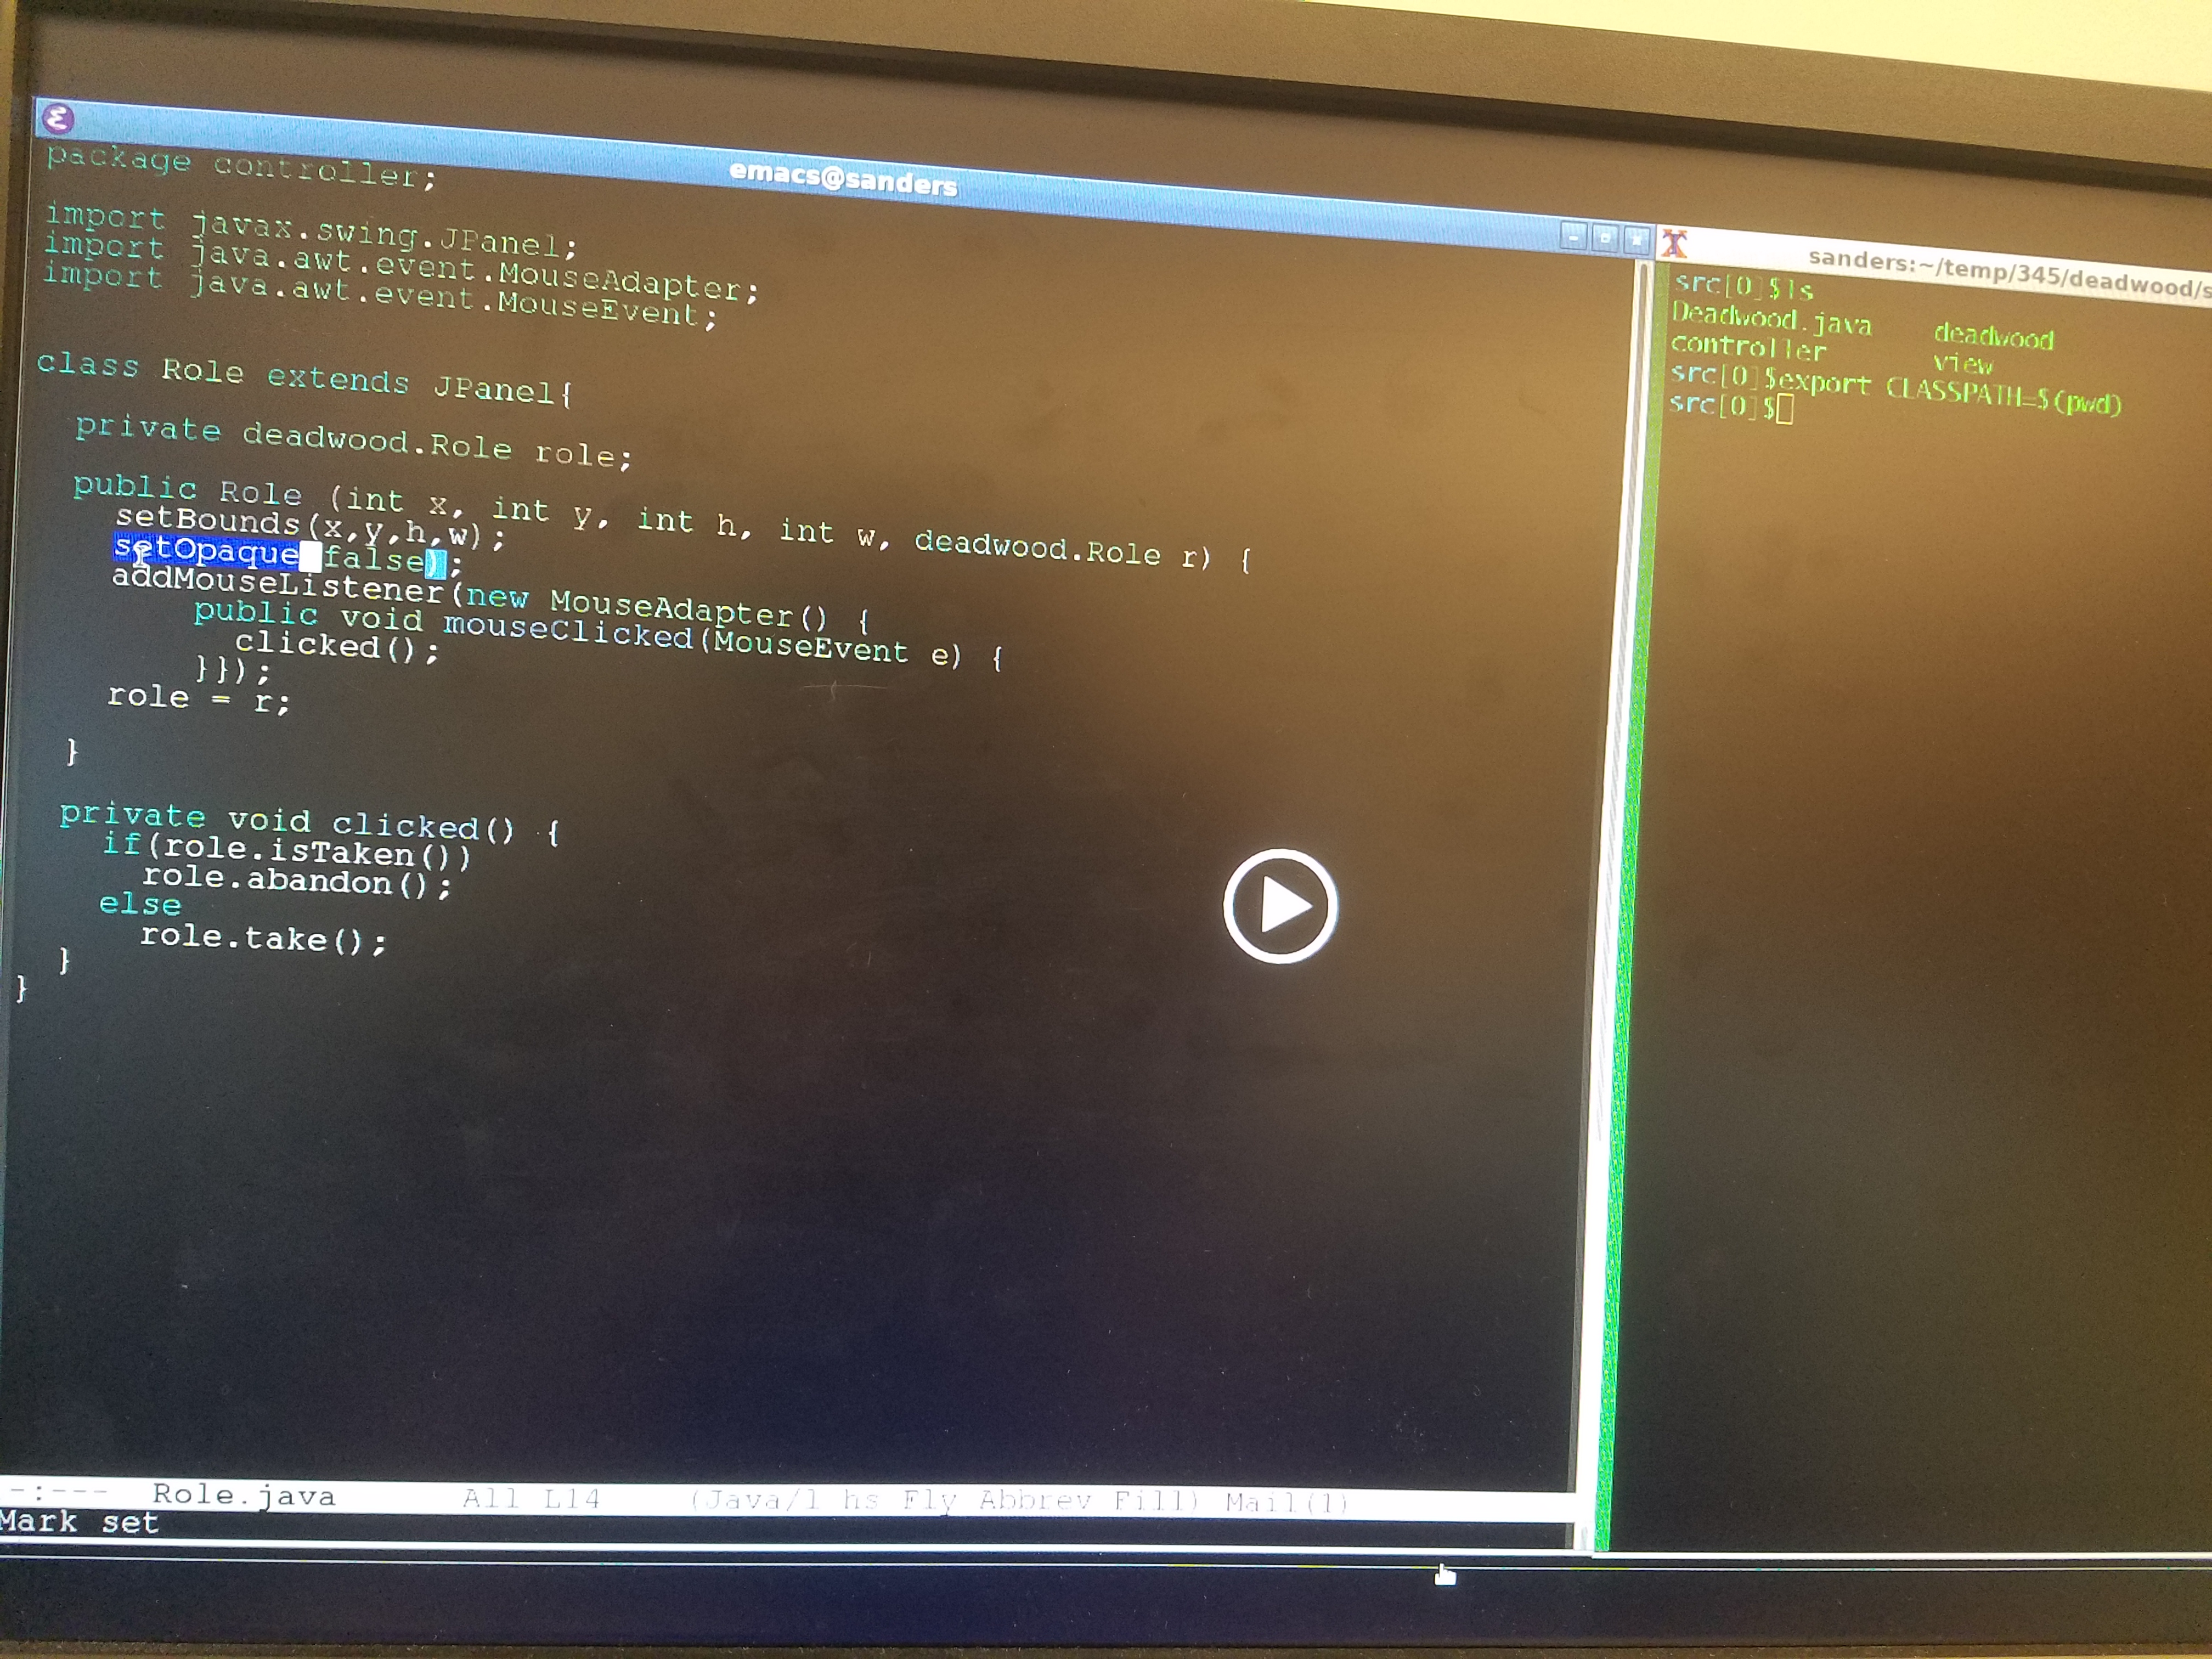 emacs@sanders
package controller;
import javax.swing.JPanel;
import java.awt.event.MouseAdapter;
import java.awt.event.MouseEvent;
class Role extends JPanel{
private deadwood.Role role;
public Role (int x, int y, int h, int w, deadwood.Role r) {
setBounds(x,y,h,w);
setOpaque(false);
addMouseListener(new MouseAdapter() {
public void mouseClicked(MouseEvent e) {
clicked();
}});
role = r;
}
private void clicked() {
if(role.isTaken())
role.abandon();
else
role.take();
}
}
-:--- Role.java All L14 (Java/l hs Fly Abbrev Fill) Mail(1)
Mark set
sanders:~/temp/345/deadwood/s
src[0]$ls
Deadwood.java deadwood
controller view
src[0]$export CLASSPATH=$(pwd)
src[0]$